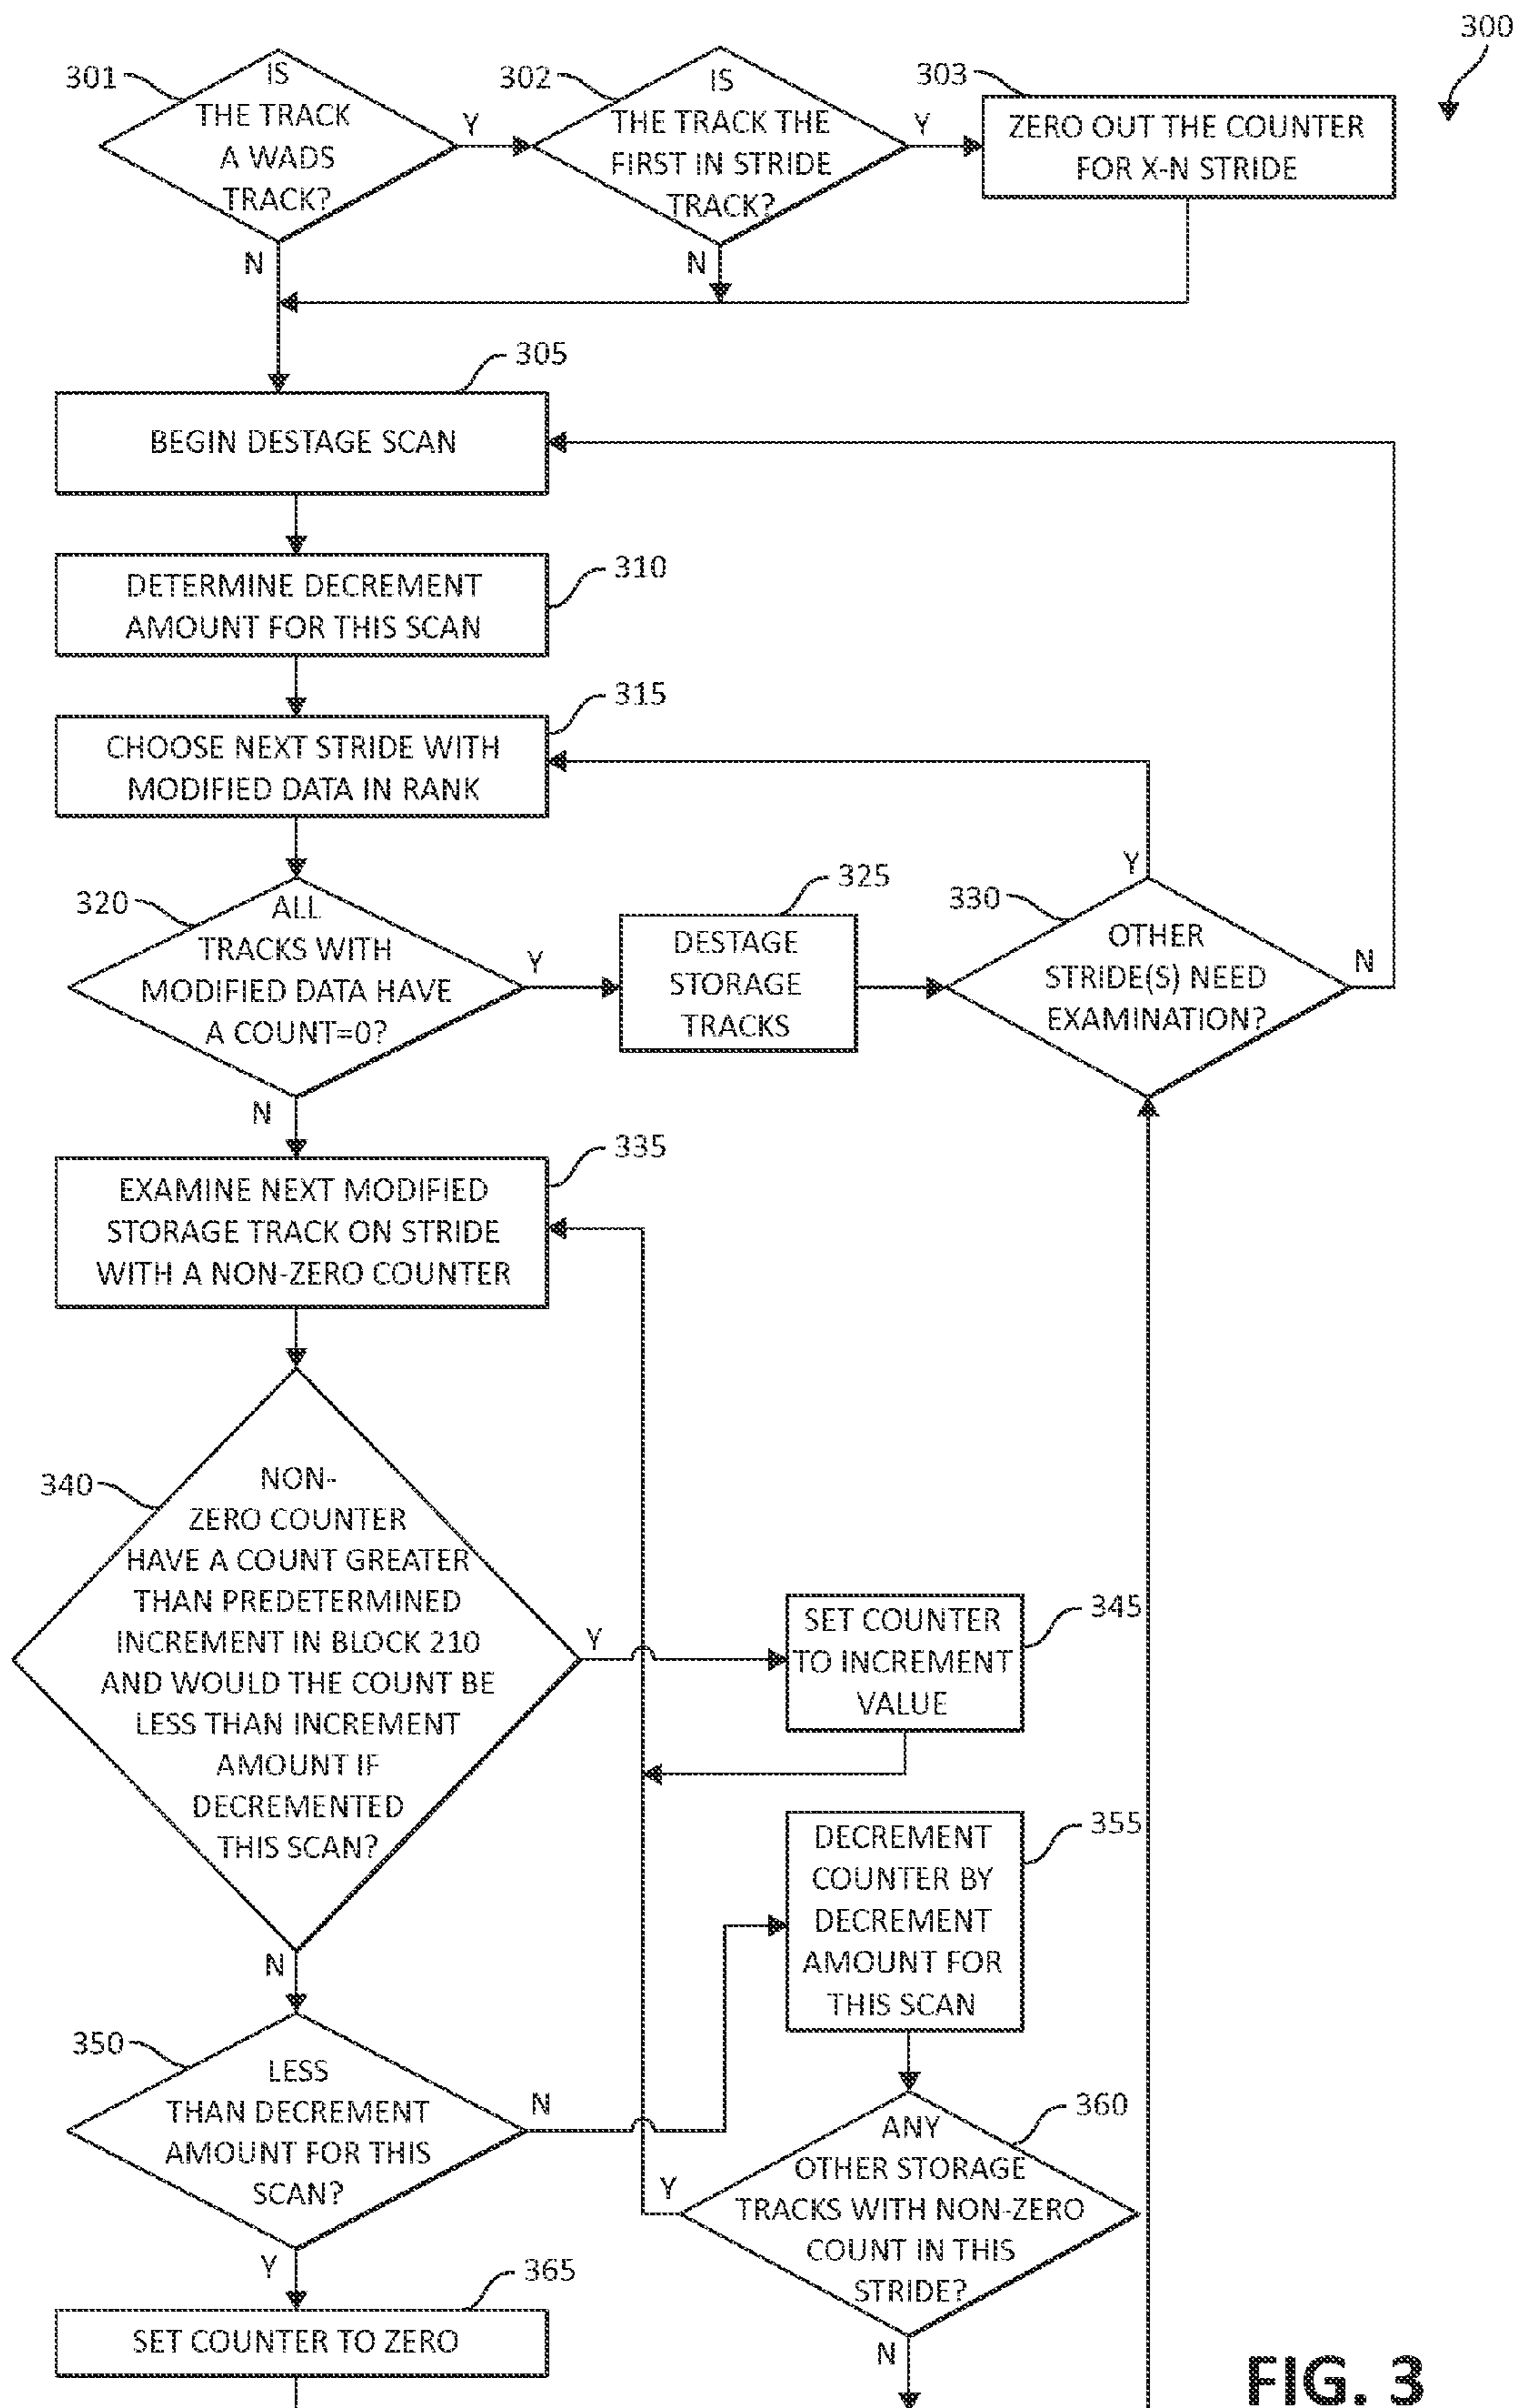 300
301
IS
THE TRACK
A WADS
TRACK?
Y
N
302
IS
THE TRACK THE
FIRST IN STRIDE
TRACK?
Y
N
303
ZERO OUT THE COUNTER
FOR X-N STRIDE
305
BEGIN DESTAGE SCAN
310
DETERMINE DECREMENT
AMOUNT FOR THIS SCAN
315
CHOOSE NEXT STRIDE WITH
MODIFIED DATA IN RANK
320
ALL
TRACKS WITH
MODIFIED DATA HAVE
A COUNT=0?
Y
N
325
DESTAGE
STORAGE
TRACKS
330
OTHER
STRIDE(S) NEED
EXAMINATION?
Y
N
335
EXAMINE NEXT MODIFIED
STORAGE TRACK ON STRIDE
WITH A NON-ZERO COUNTER
340
NON-
ZERO COUNTER
HAVE A COUNT GREATER
THAN PREDETERMINED
INCREMENT IN BLOCK 210
AND WOULD THE COUNT BE
LESS THAN INCREMENT
AMOUNT IF
DECREMENTED
THIS SCAN?
Y
N
345
SET COUNTER
TO INCREMENT
VALUE
350
LESS
THAN DECREMENT
AMOUNT FOR THIS
SCAN?
N
Y
355
DECREMENT
COUNTER BY
DECREMENT
AMOUNT FOR
THIS SCAN
360
ANY
OTHER STORAGE
TRACKS WITH NON-ZERO
COUNT IN THIS
STRIDE?
Y
N
365
SET COUNTER TO ZERO
FIG. 3